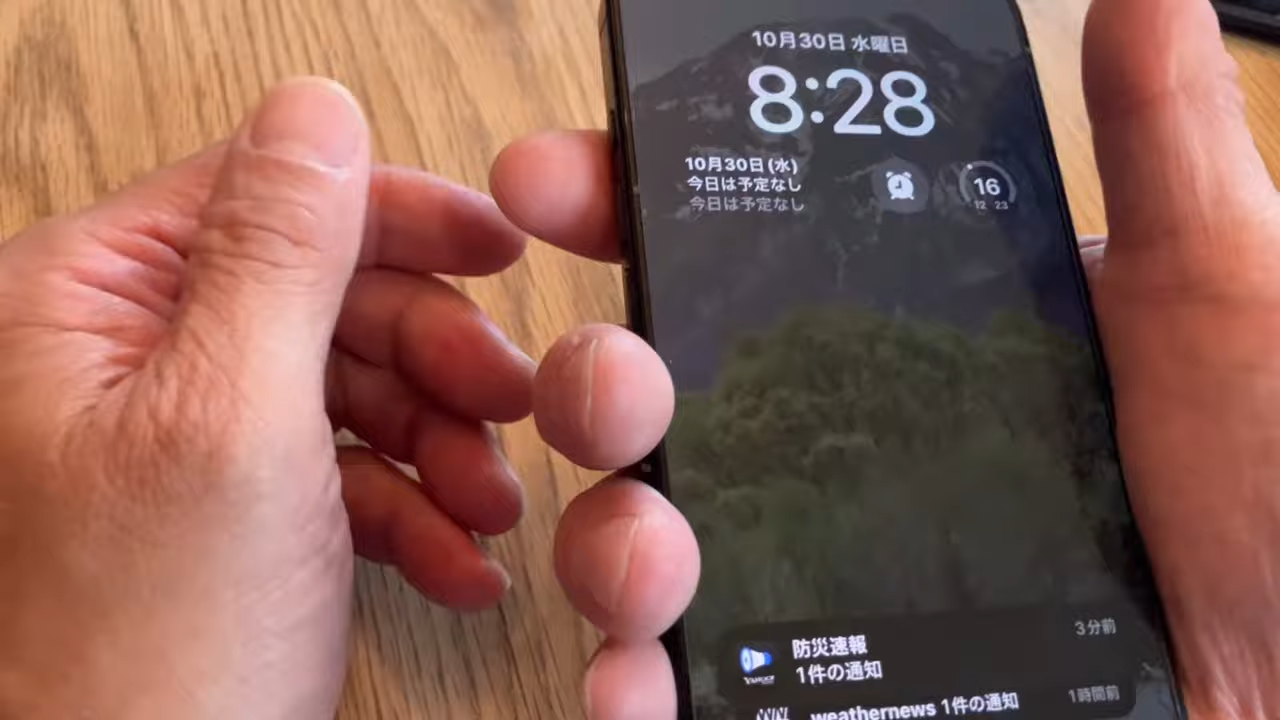 10月30日 水曜日
8:28
10月30日(水)
今日は予定なし
今日は予定なし
16
12 23
防災速報
3分前
1件の通知
YAHOO!
weathernews 1件の通知
1時間前